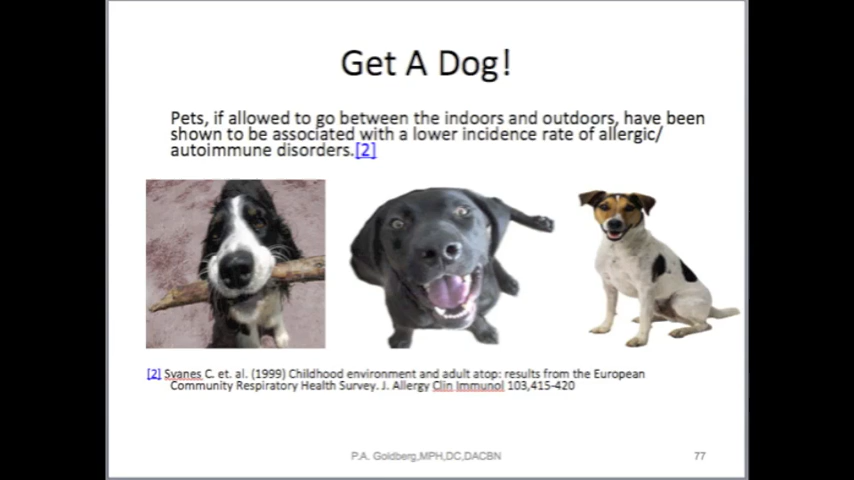 Get A Dog!
Pets, if allowed to go between the indoors and outdoors, have been
shown to be associated with a lower incidence rate of allergic/
autoimmune disorders.[2]
[2] Svanes C. et. al. (1999) Childhood environment and adult atop: results from the European
Community Respiratory Health Survey. J. Allergy Clin Immunol 103,415-420
P.A. Goldberg,MPH,DC,DACBN
77